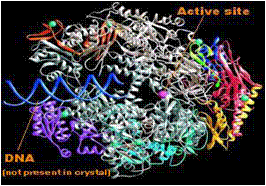 Active site
DNA
(not present in crystal)